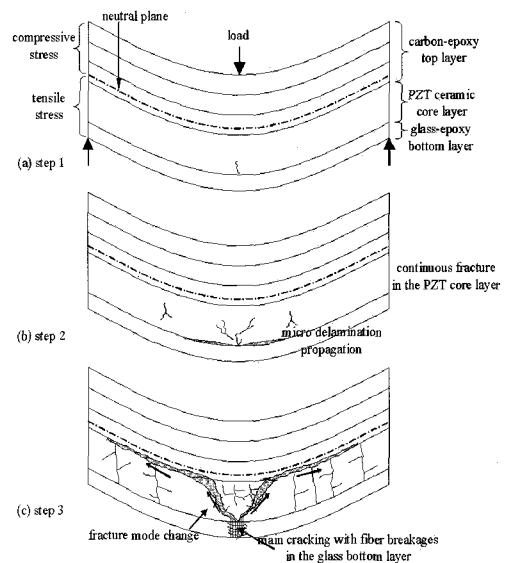 neutral plane
compressive
stress
load
carbon-epoxy
top layer
tensile
stress
PZT ceramic
core layer
glass-epoxy
bottom layer
(a) step 1
continuous fracture
in the PZT core layer
(b) step 2
micro delamination
propagation
(c) step 3
fracture mode change
main cracking with fiber breakages
in the glass bottom layer